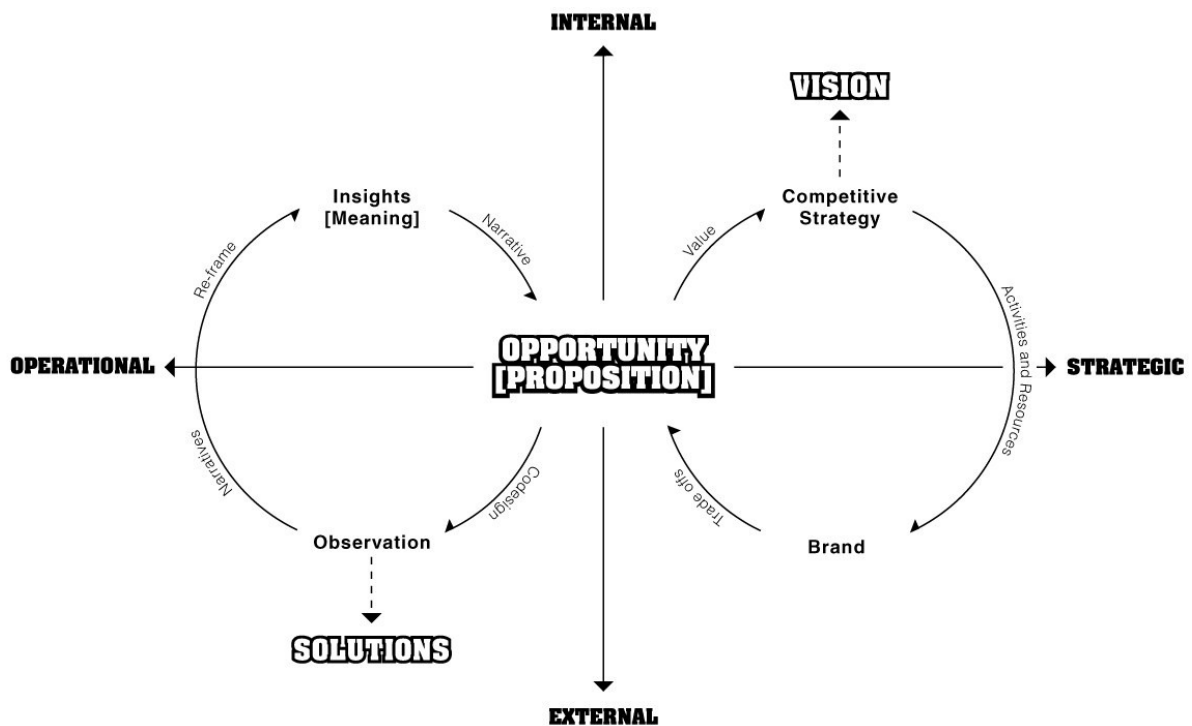 INTERNAL
VISION
Insights
[Meaning]
Competitive
Strategy
Narrative
Value
Re-frame
Activities and Resources
OPERATIONAL
OPPORTUNITY
[PROPOSITION]
STRATEGIC
Narratives
Codesign
Trade offs
Observation
Brand
SOLUTIONS
EXTERNAL